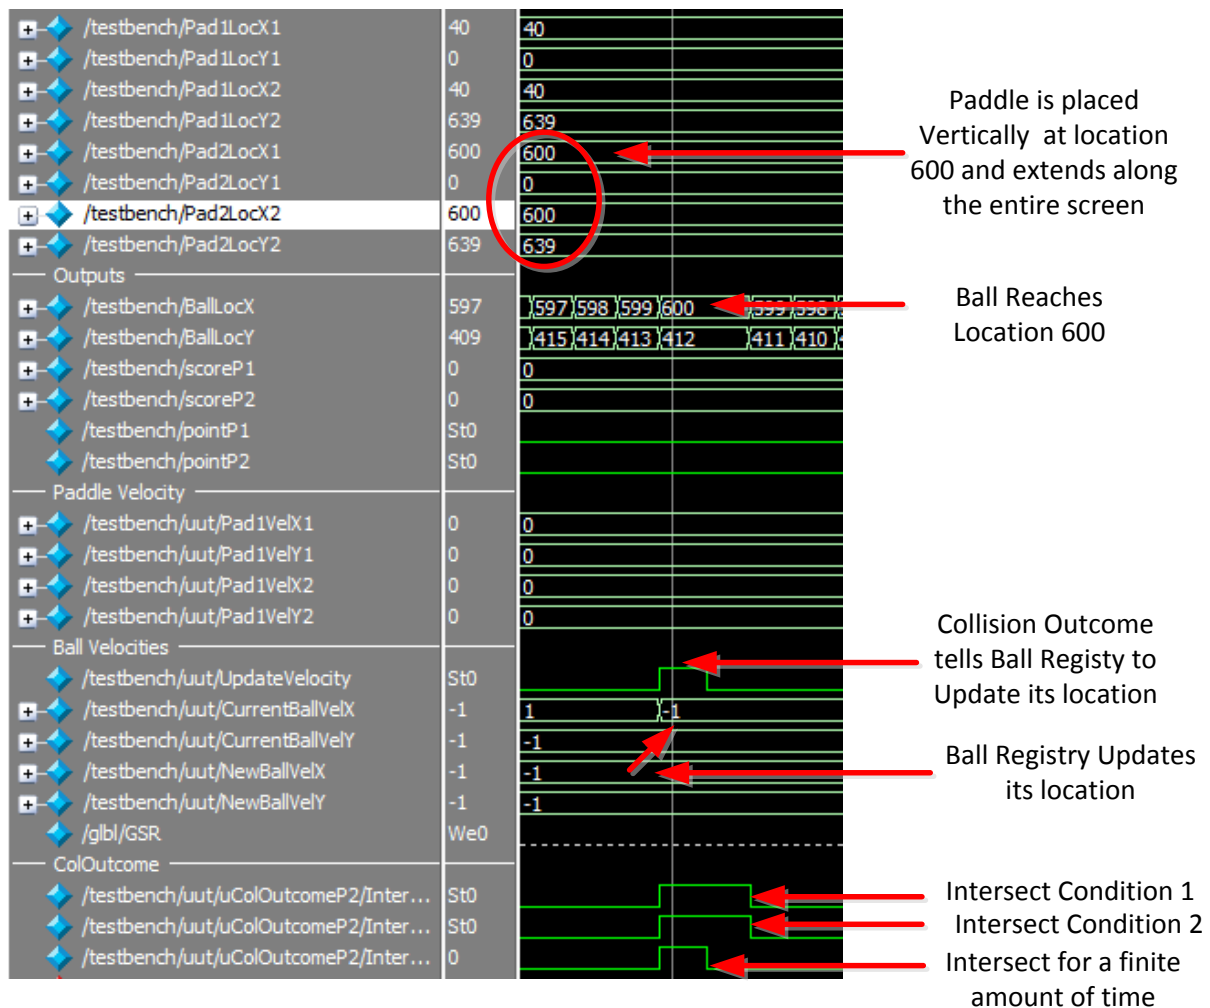 /testbench/Pad1LocX1 40 40
/testbench/Pad1LocY1 0 0
/testbench/Pad1LocX2 40 40
/testbench/Pad1LocY2 639 639
/testbench/Pad2LocX1 600 600
/testbench/Pad2LocY1 0 0
/testbench/Pad2LocX2 600 600
/testbench/Pad2LocY2 639 639
Paddle is placed
Vertically at location
600 and extends along
the entire screen
Outputs
/testbench/BallLocX 597 597 598 599 600 599 598
/testbench/BallLocY 409 415 414 413 412 411 410
/testbench/scoreP1 0 0
/testbench/scoreP2 0 0
/testbench/pointP1 St0
/testbench/pointP2 St0
Ball Reaches
Location 600
Paddle Velocity
/testbench/uut/Pad1VelX1 0 0
/testbench/uut/Pad1VelY1 0 0
/testbench/uut/Pad1VelX2 0 0
/testbench/uut/Pad1VelY2 0 0
Ball Velocities
/testbench/uut/UpdateVelocity St0
/testbench/uut/CurrentBallVelX -1 1 -1
/testbench/uut/CurrentBallVelY -1 -1
/testbench/uut/NewBallVelX -1 -1
/testbench/uut/NewBallVelY -1 -1
/glbl/GSR We0
Collision Outcome
tells Ball Registy to
Update its location
Ball Registry Updates
its location
ColOutcome
/testbench/uut/uColOutcomeP2/Inter... St0
/testbench/uut/uColOutcomeP2/Inter... St0
/testbench/uut/uColOutcomeP2/Inter... 0
Intersect Condition 1
Intersect Condition 2
Intersect for a finite
amount of time